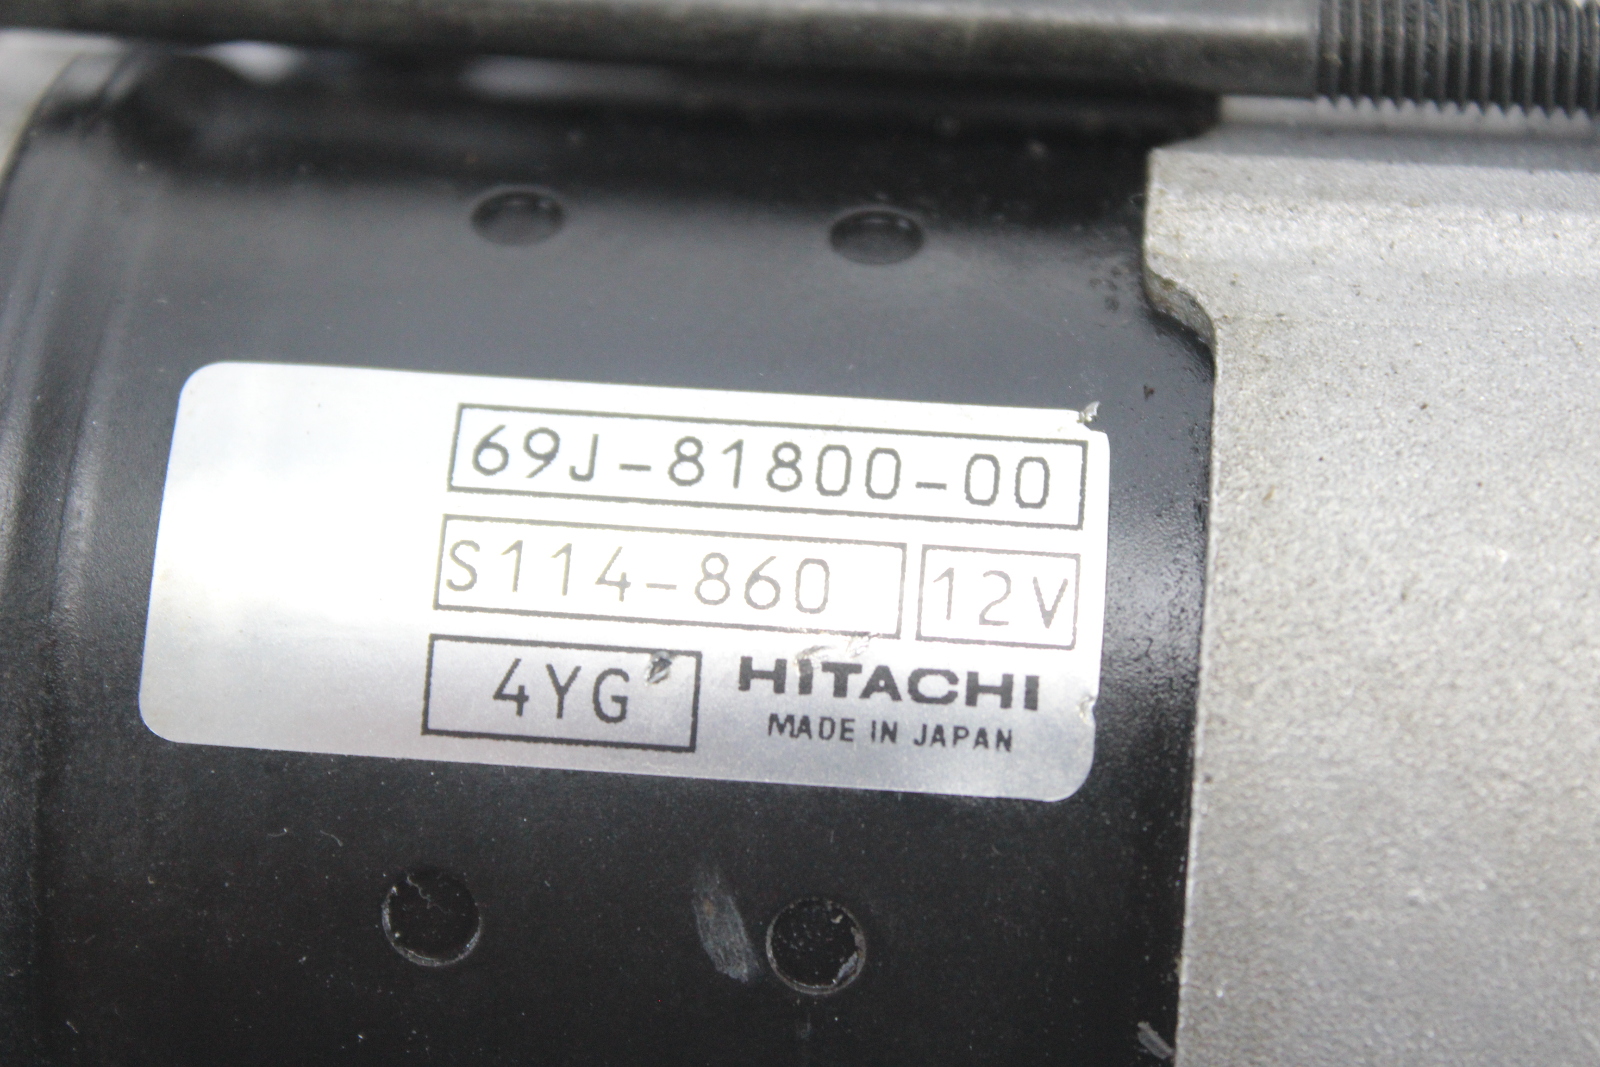 69J-81800-00
S114-860 12V
4YG HITACHI
MADE IN JAPAN